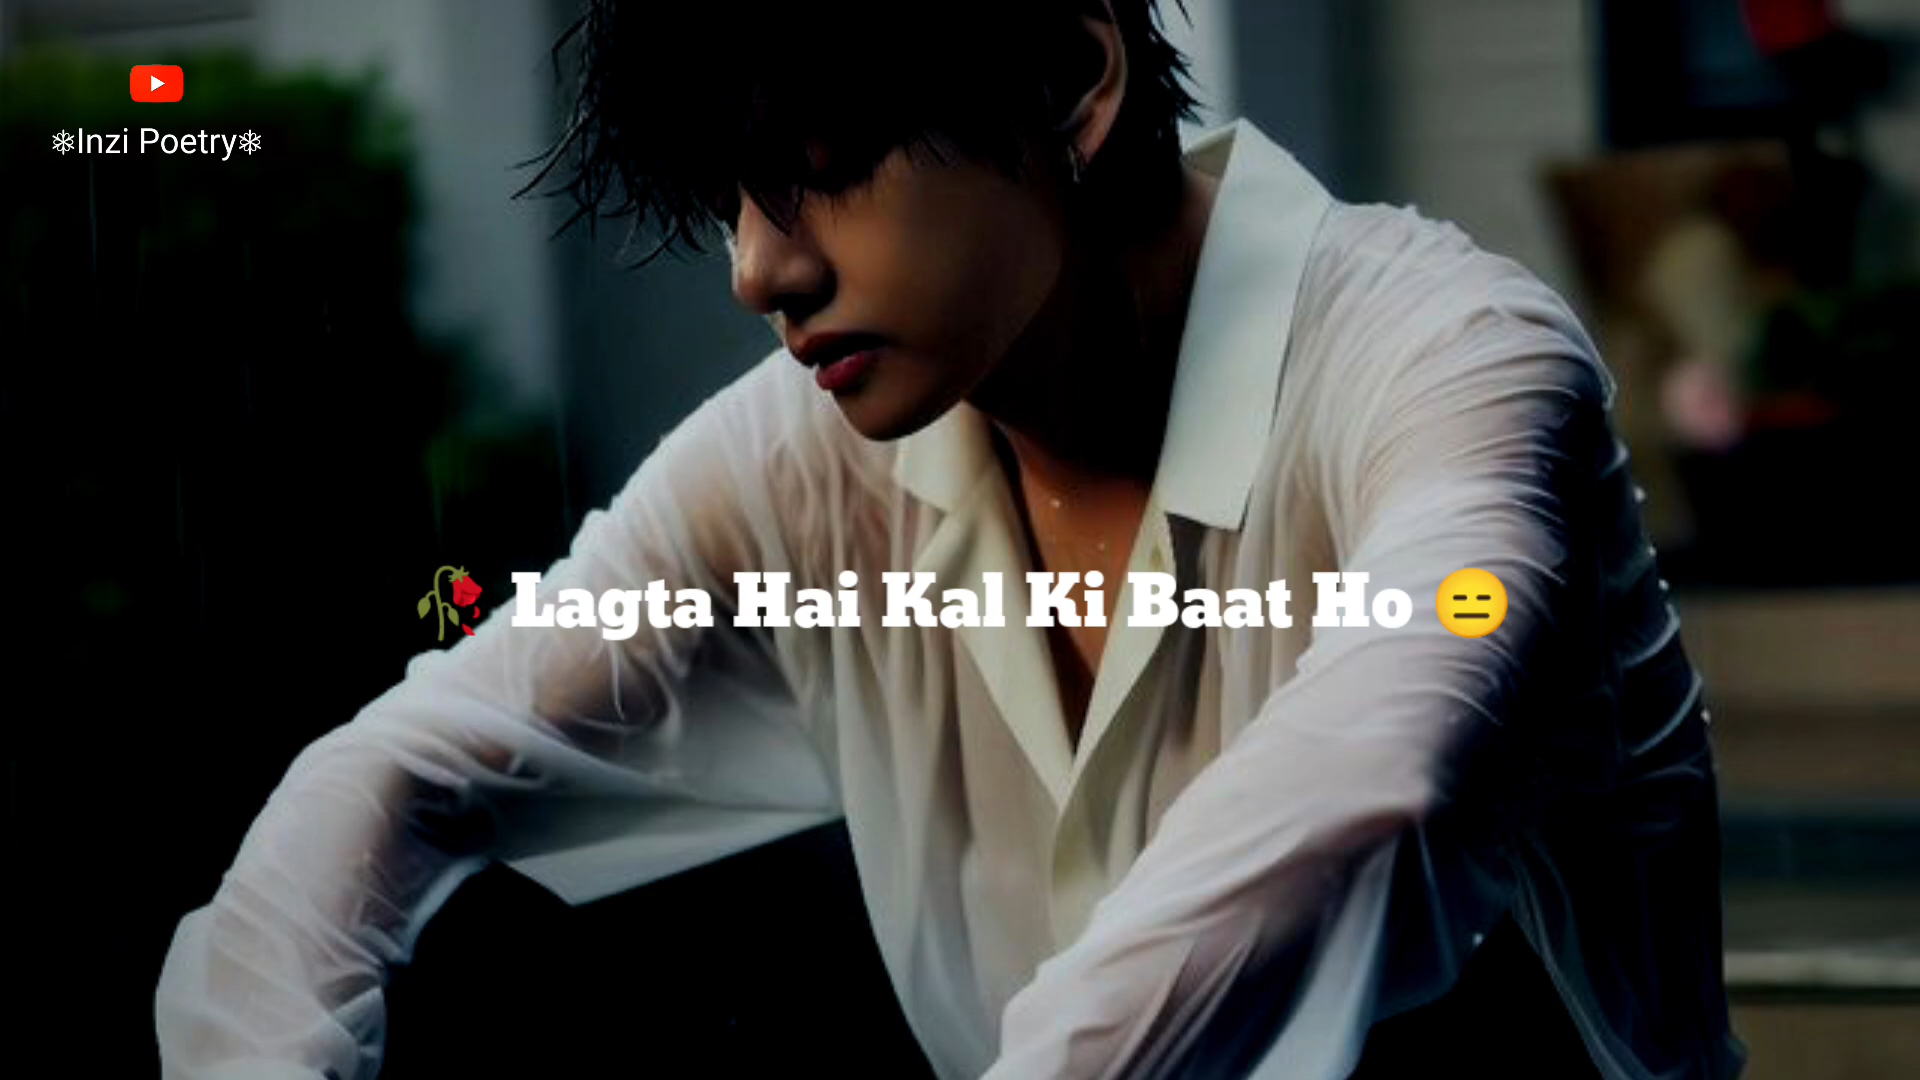 ❄Inzi Poetry❄
🥀 Lagta Hai Kal Ki Baat Ho 😑